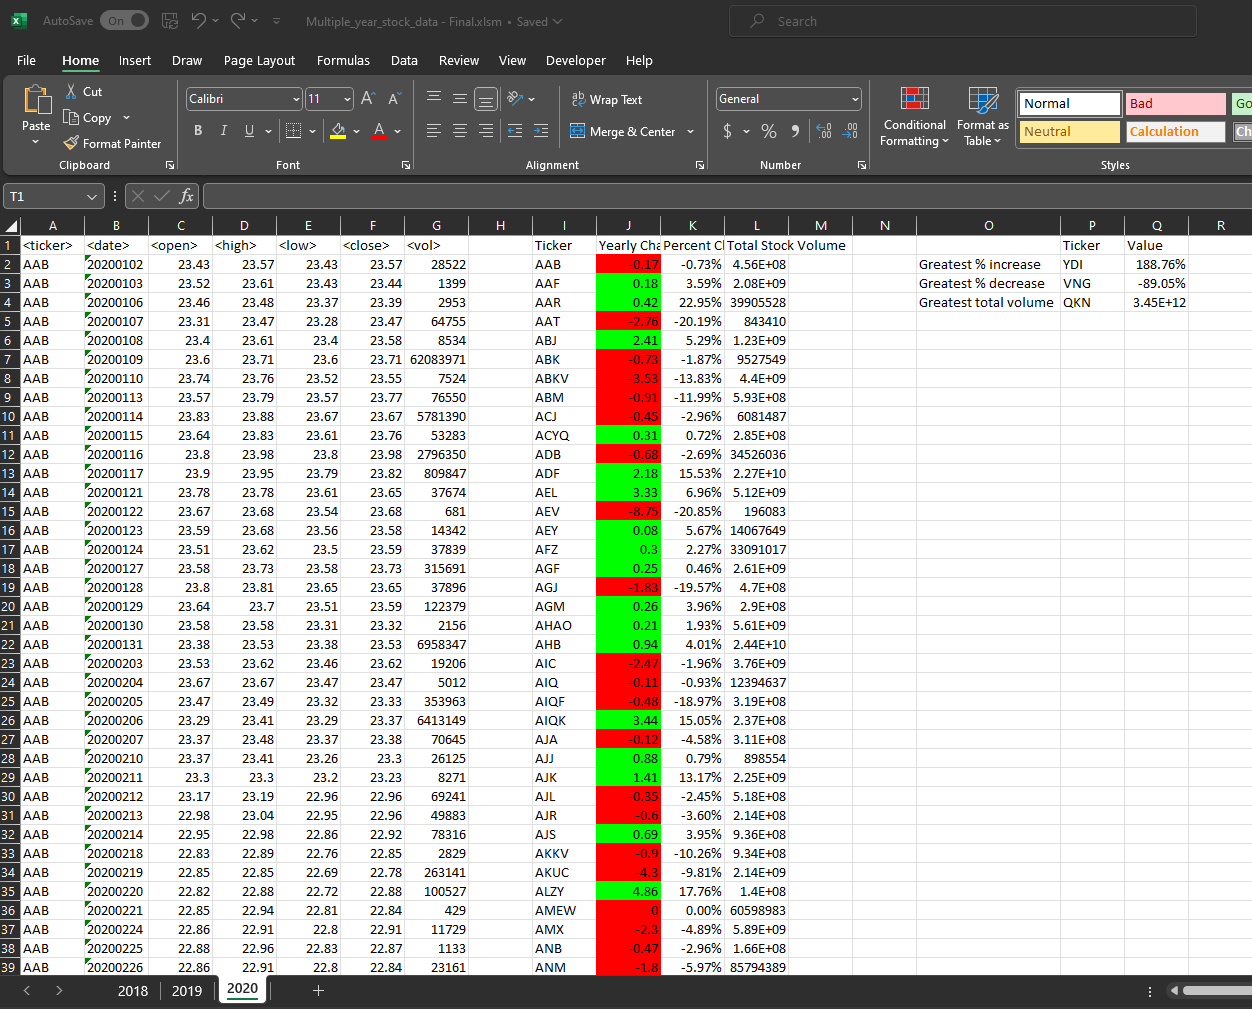 AutoSave On Multiple_year_stock_data - Final.xlsm • Saved Search
File Home Insert Draw Page Layout Formulas Data Review View Developer Help
Paste Cut Copy Format Painter
Calibri 11
B I U A A A
ab Wrap Text
Merge & Center
General
$ %
Conditional Formatting Format as Table
Normal Bad Go
Neutral Calculation Ch
Clipboard Font Alignment Number Styles
T1 fx
A B C D E F G H I J K L M N O P Q R
1 <ticker> <date> <open> <high> <low> <close> <vol> Ticker Yearly Cha Percent C Total Stock Volume Ticker Value
2 AAB 20200102 23.43 23.57 23.43 23.57 28522 AAB -0.17 -0.73% 4.56E+08 Greatest % increase YDI 188.76%
3 AAB 20200103 23.52 23.61 23.43 23.44 1399 AAF 0.18 3.59% 2.08E+09 Greatest % decrease VNG -89.05%
4 AAB 20200106 23.46 23.48 23.37 23.39 2953 AAR 0.42 22.95% 39905528 Greatest total volume QKN 3.45E+12
5 AAB 20200107 23.31 23.47 23.28 23.47 64755 AAT -2.76 -20.19% 843410
6 AAB 20200108 23.4 23.61 23.4 23.58 8534 ABJ 2.41 5.29% 1.23E+09
7 AAB 20200109 23.6 23.71 23.6 23.71 62083971 ABK -0.73 -1.87% 9527549
8 AAB 20200110 23.74 23.76 23.52 23.55 7524 ABKV -3.53 -13.83% 4.4E+09
9 AAB 20200113 23.57 23.79 23.57 23.77 76550 ABM -0.91 -11.99% 5.93E+08
10 AAB 20200114 23.83 23.88 23.67 23.67 5781390 ACJ -0.45 -2.96% 6081487
11 AAB 20200115 23.64 23.83 23.61 23.76 53283 ACYQ 0.31 0.72% 2.85E+08
12 AAB 20200116 23.8 23.98 23.8 23.98 2796350 ADB -0.68 -2.69% 34526036
13 AAB 20200117 23.9 23.95 23.79 23.82 809847 ADF 2.18 15.53% 2.27E+10
14 AAB 20200121 23.78 23.78 23.61 23.65 37674 AEL 3.33 6.96% 5.12E+09
15 AAB 20200122 23.67 23.68 23.54 23.68 681 AEV -8.75 -20.85% 196083
16 AAB 20200123 23.59 23.68 23.56 23.58 14342 AEY 0.08 5.67% 14067649
17 AAB 20200124 23.51 23.62 23.5 23.59 37839 AFZ 0.3 2.27% 33091017
18 AAB 20200127 23.58 23.73 23.58 23.73 315691 AGF 0.25 0.46% 2.61E+09
19 AAB 20200128 23.8 23.81 23.65 23.65 37896 AGJ -1.83 -19.57% 4.7E+08
20 AAB 20200129 23.64 23.7 23.51 23.59 122379 AGM 0.26 3.96% 2.9E+08
21 AAB 20200130 23.58 23.58 23.31 23.32 2156 AHAO 0.21 1.93% 5.61E+09
22 AAB 20200131 23.38 23.53 23.38 23.53 6958347 AHB 0.94 4.01% 2.44E+10
23 AAB 20200203 23.53 23.62 23.46 23.62 19206 AIC -2.47 -1.96% 3.76E+09
24 AAB 20200204 23.67 23.67 23.47 23.47 5012 AIQ -0.11 -0.93% 12394637
25 AAB 20200205 23.47 23.49 23.32 23.33 353963 AIQF -0.48 -18.97% 3.19E+08
26 AAB 20200206 23.29 23.41 23.29 23.37 6413149 AIQK 3.44 15.05% 2.37E+08
27 AAB 20200207 23.37 23.48 23.37 23.38 70645 AJA -0.12 -4.58% 3.11E+08
28 AAB 20200210 23.37 23.41 23.26 23.3 26125 AJJ 0.88 0.79% 898554
29 AAB 20200211 23.3 23.3 23.2 23.23 8271 AJK 1.41 13.17% 2.25E+09
30 AAB 20200212 23.17 23.19 22.96 22.96 69241 AJL -0.35 -2.45% 5.18E+08
31 AAB 20200213 22.98 23.04 22.95 22.96 49883 AJR -0.6 -3.60% 2.14E+08
32 AAB 20200214 22.95 22.98 22.86 22.92 78316 AJS 0.69 3.95% 9.36E+08
33 AAB 20200218 22.83 22.89 22.76 22.85 2829 AKKV -0.9 -10.26% 9.34E+08
34 AAB 20200219 22.85 22.85 22.69 22.78 263141 AKUC -4.3 -9.81% 2.14E+09
35 AAB 20200220 22.82 22.88 22.72 22.88 100527 ALZY 4.86 17.76% 1.4E+08
36 AAB 20200221 22.85 22.94 22.81 22.84 429 AMEW 0 0.00% 60598983
37 AAB 20200224 22.86 22.91 22.8 22.91 11729 AMX -2.3 -4.89% 5.89E+09
38 AAB 20200225 22.88 22.96 22.83 22.87 1133 ANB -0.47 -2.96% 1.66E+08
39 AAB 20200226 22.86 22.91 22.8 22.84 23161 ANM -1.8 -5.97% 85794389
2018 2019 2020